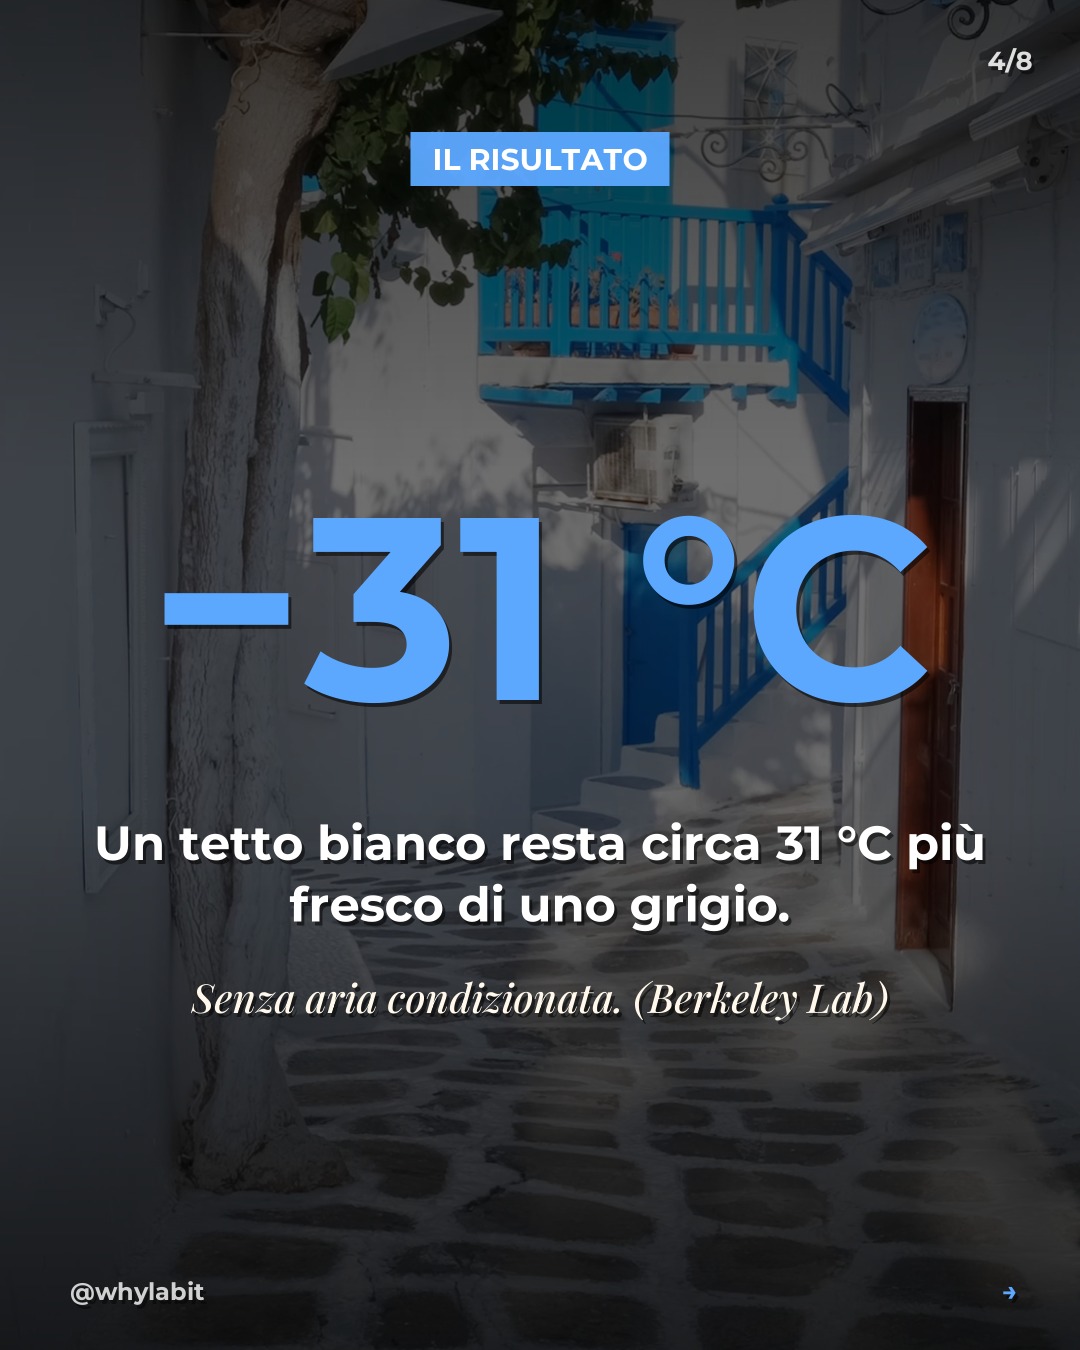 4/8
IL RISULTATO
–31 °C
Un tetto bianco resta circa 31 °C più
fresco di uno grigio.
Senza aria condizionata. (Berkeley Lab)
@whylabit →